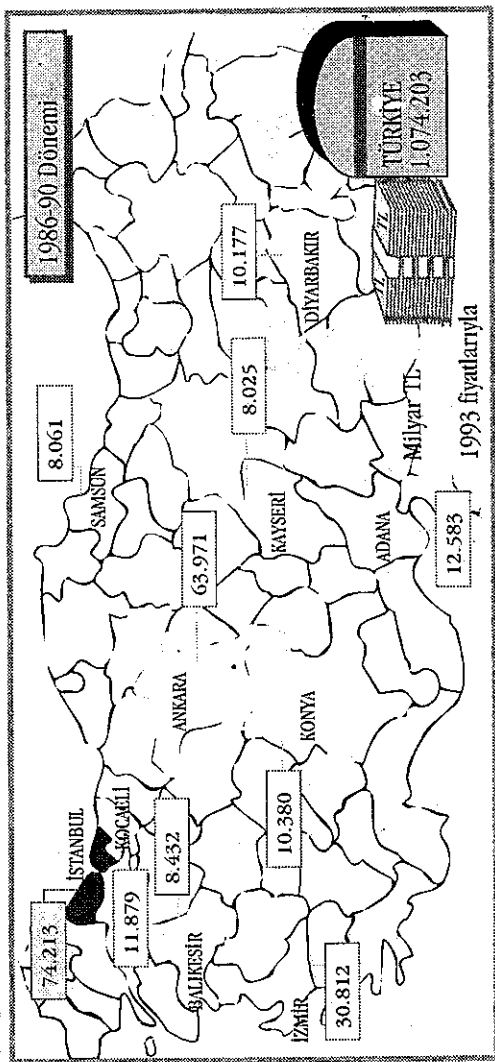 1986-90 Dönemi
74.213
İSTANBUL
KOCAELİ
11.879
8.432
BALIKESİR
İZMİR
30.812
ANKARA
63.971
KONYA
10.380
SAMSUN
8.061
KAYSERİ
8.025
ADANA
12.583
DİYARBAKIR
10.177
Milyar TL
1993 fiyatlarıyla
TL
TL
TÜRKİYE
1.074.203